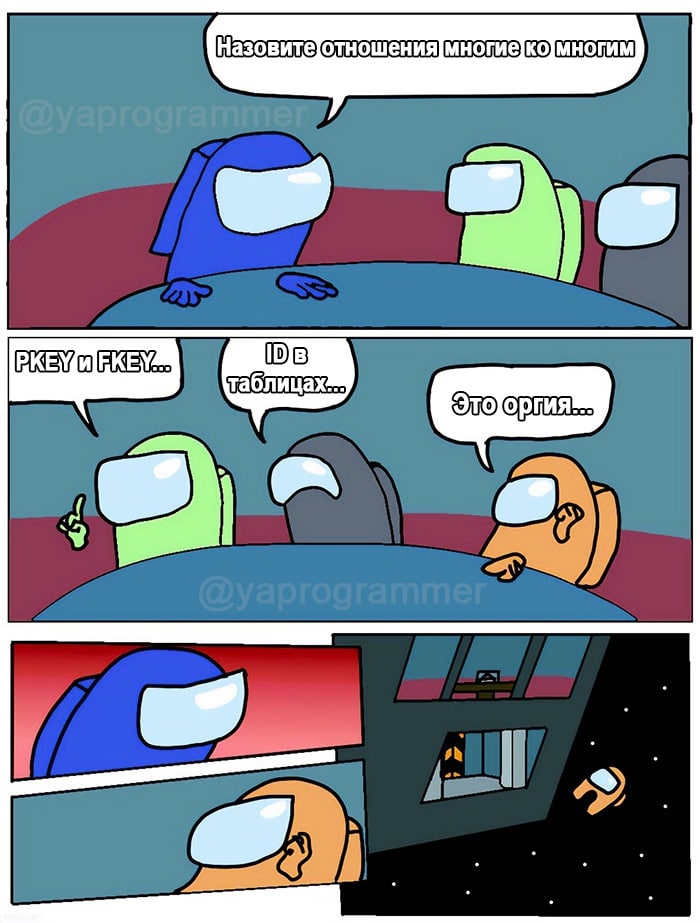 Назовите отношения многие ко многим
@yaprogrammer
PKEY и FKEY...
ID в
таблицах...
Это оргия...
@yaprogrammer